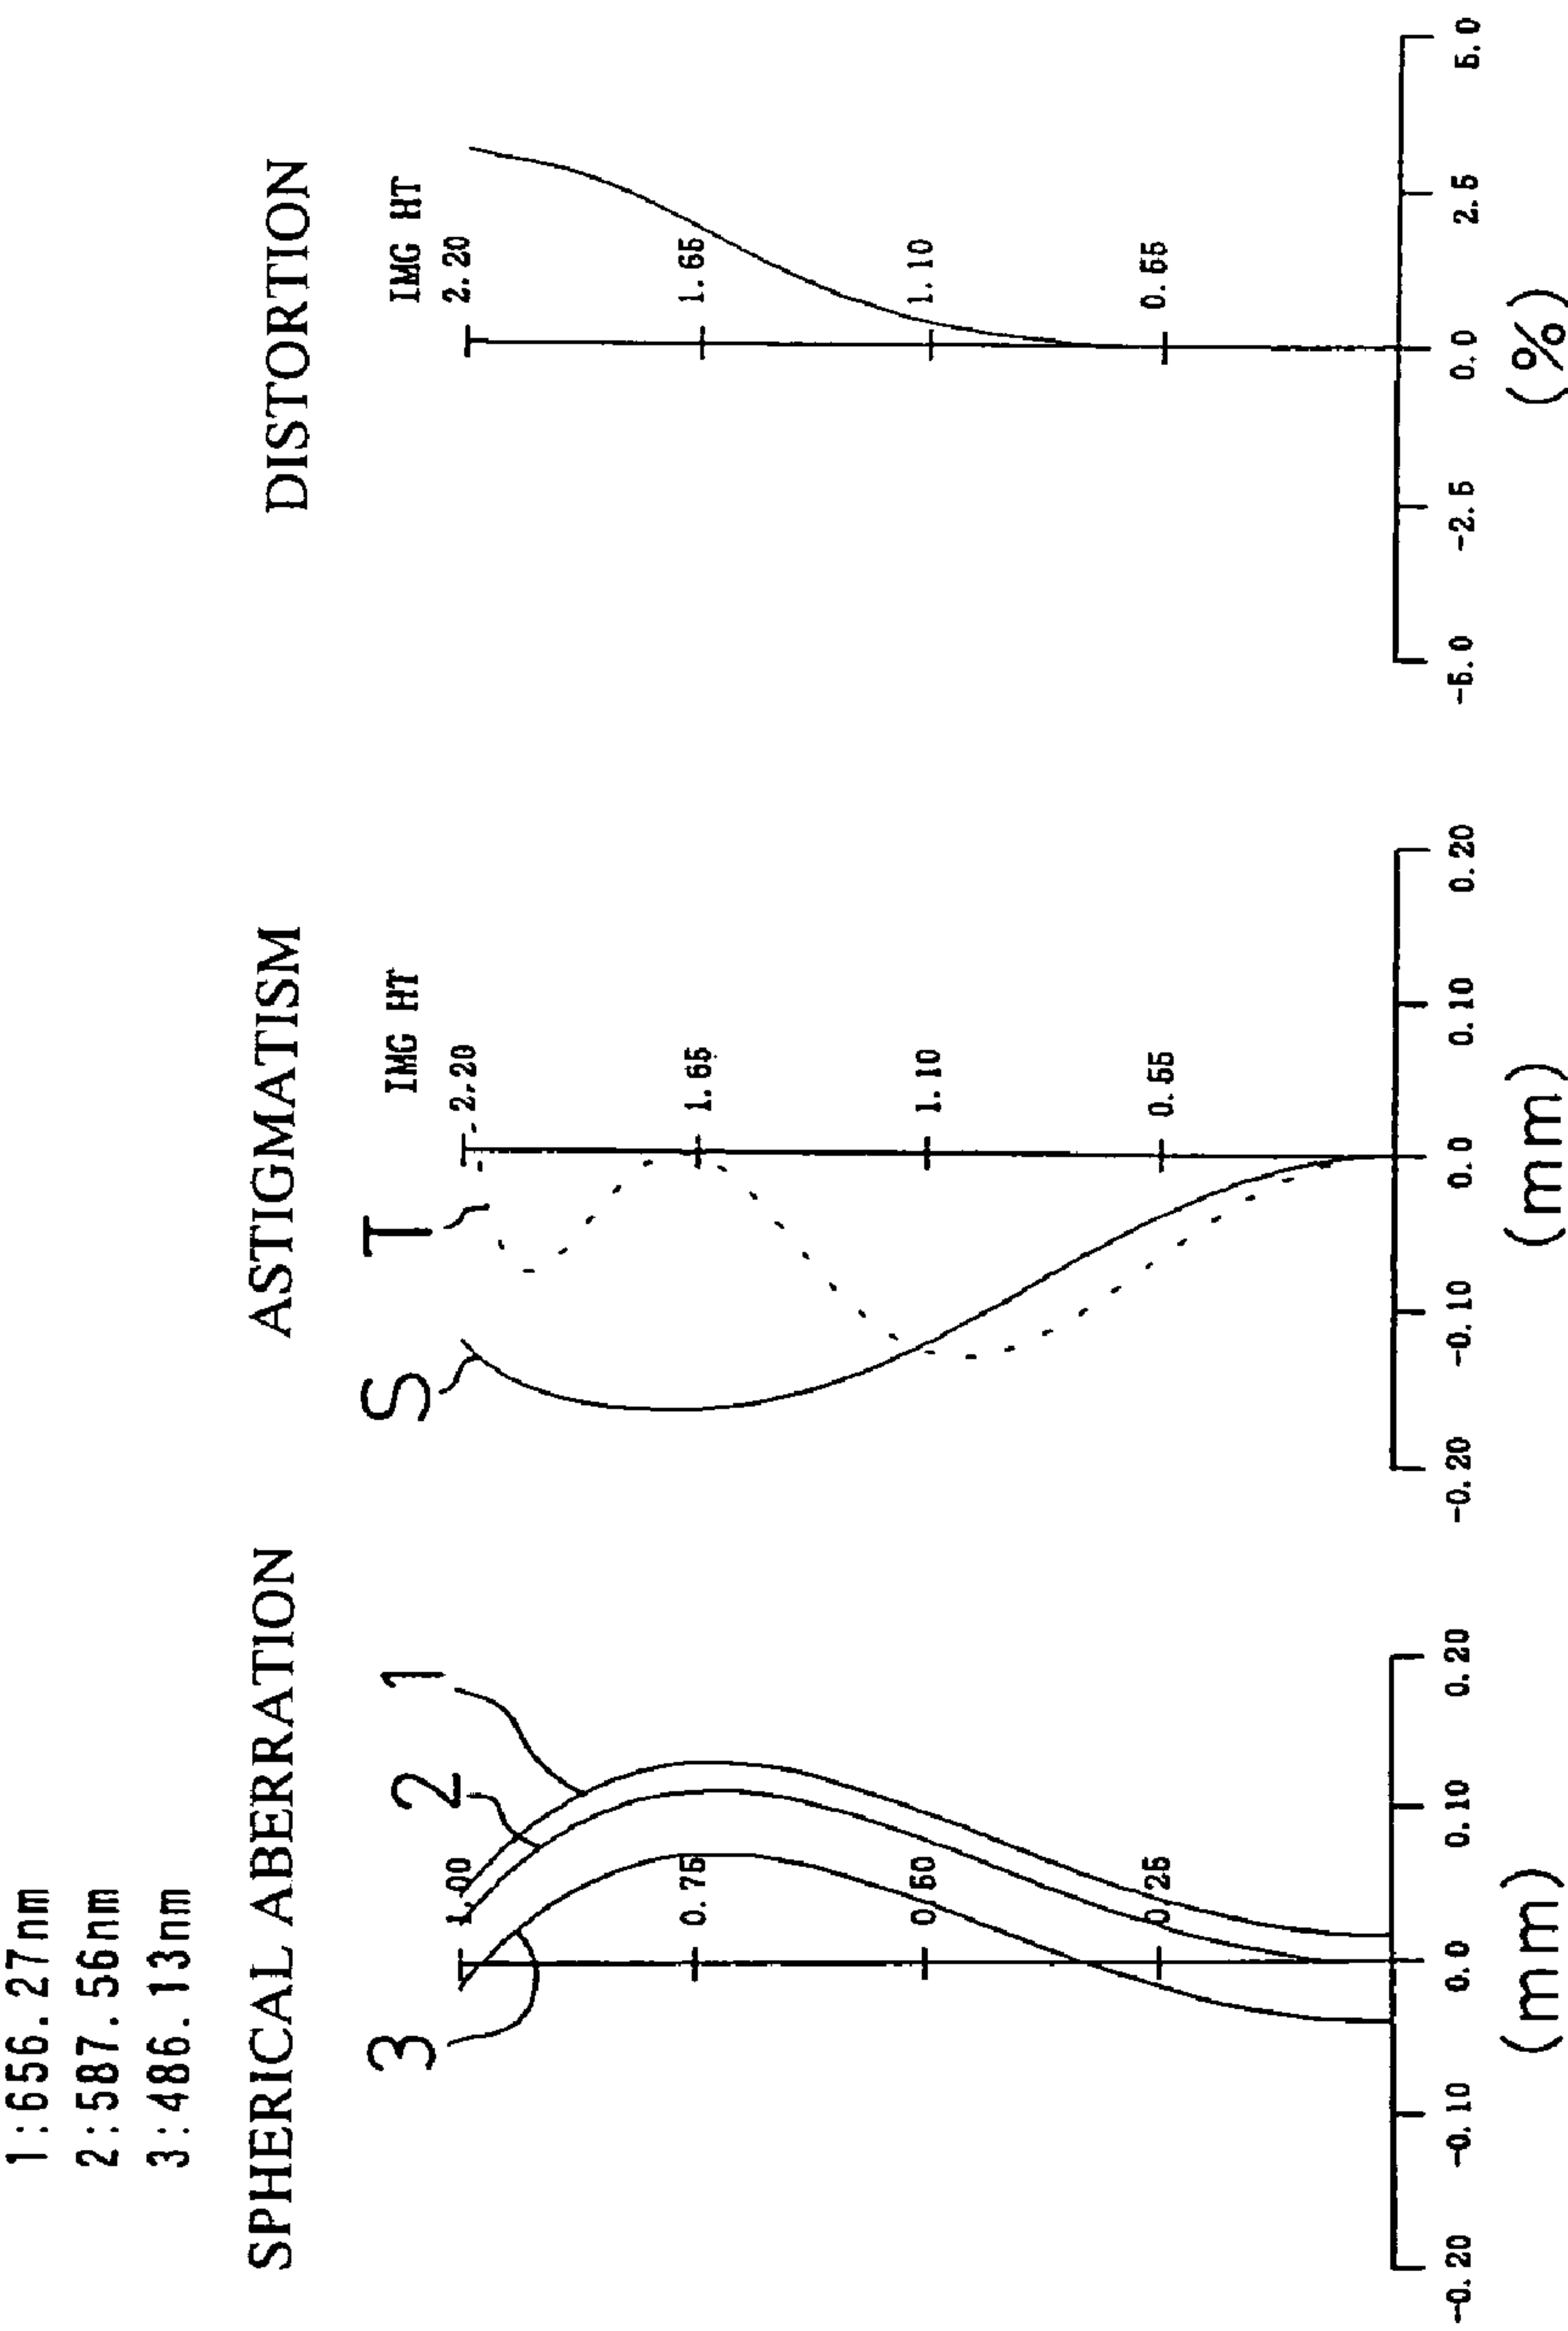 1:656.27nm
2:587.56nm
3:486.13nm
SPHERICAL ABERRATION
3
2
1
1.00
0.75
0.50
0.25
-0.20
-0.10
0.0
0.10
0.20
(mm)
ASTIGMATISM
S
T
IMG HT
2.20
1.65
1.10
0.55
-0.20
-0.10
0.0
0.10
0.20
(mm)
DISTORTION
IMG HT
2.20
1.65
1.10
0.55
-5.0
-2.5
0.0
2.5
5.0
(%)